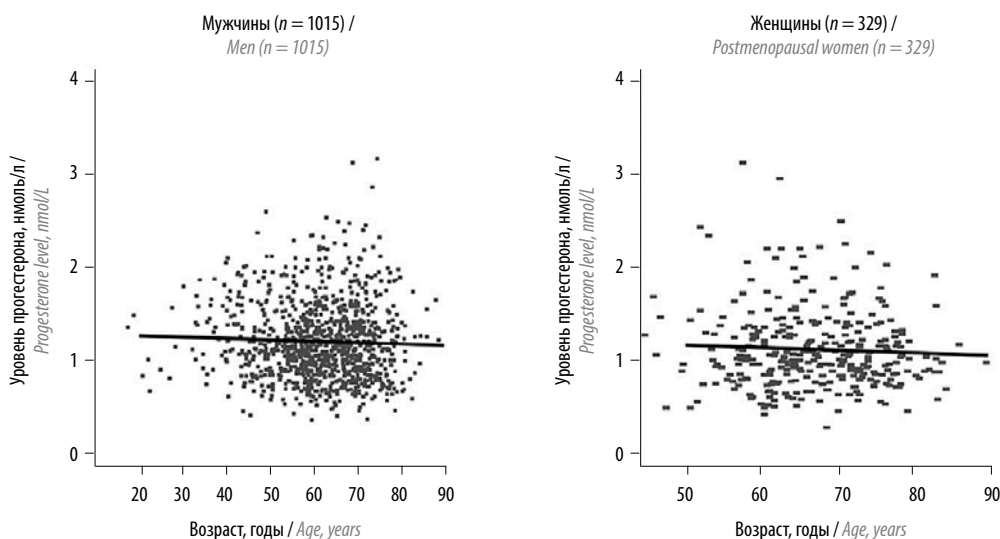 Мужчины (n = 1015) /
Men (n = 1015)
Уровень прогестерона, нмоль/л /
Progesterone level, nmol/L
4
3
2
1
0
20 30 40 50 60 70 80 90
Возраст, годы / Age, years
Женщины (n = 329) /
Postmenopausal women (n = 329)
Уровень прогестерона, нмоль/л /
Progesterone level, nmol/L
4
3
2
1
0
50 60 70 80 90
Возраст, годы / Age, years